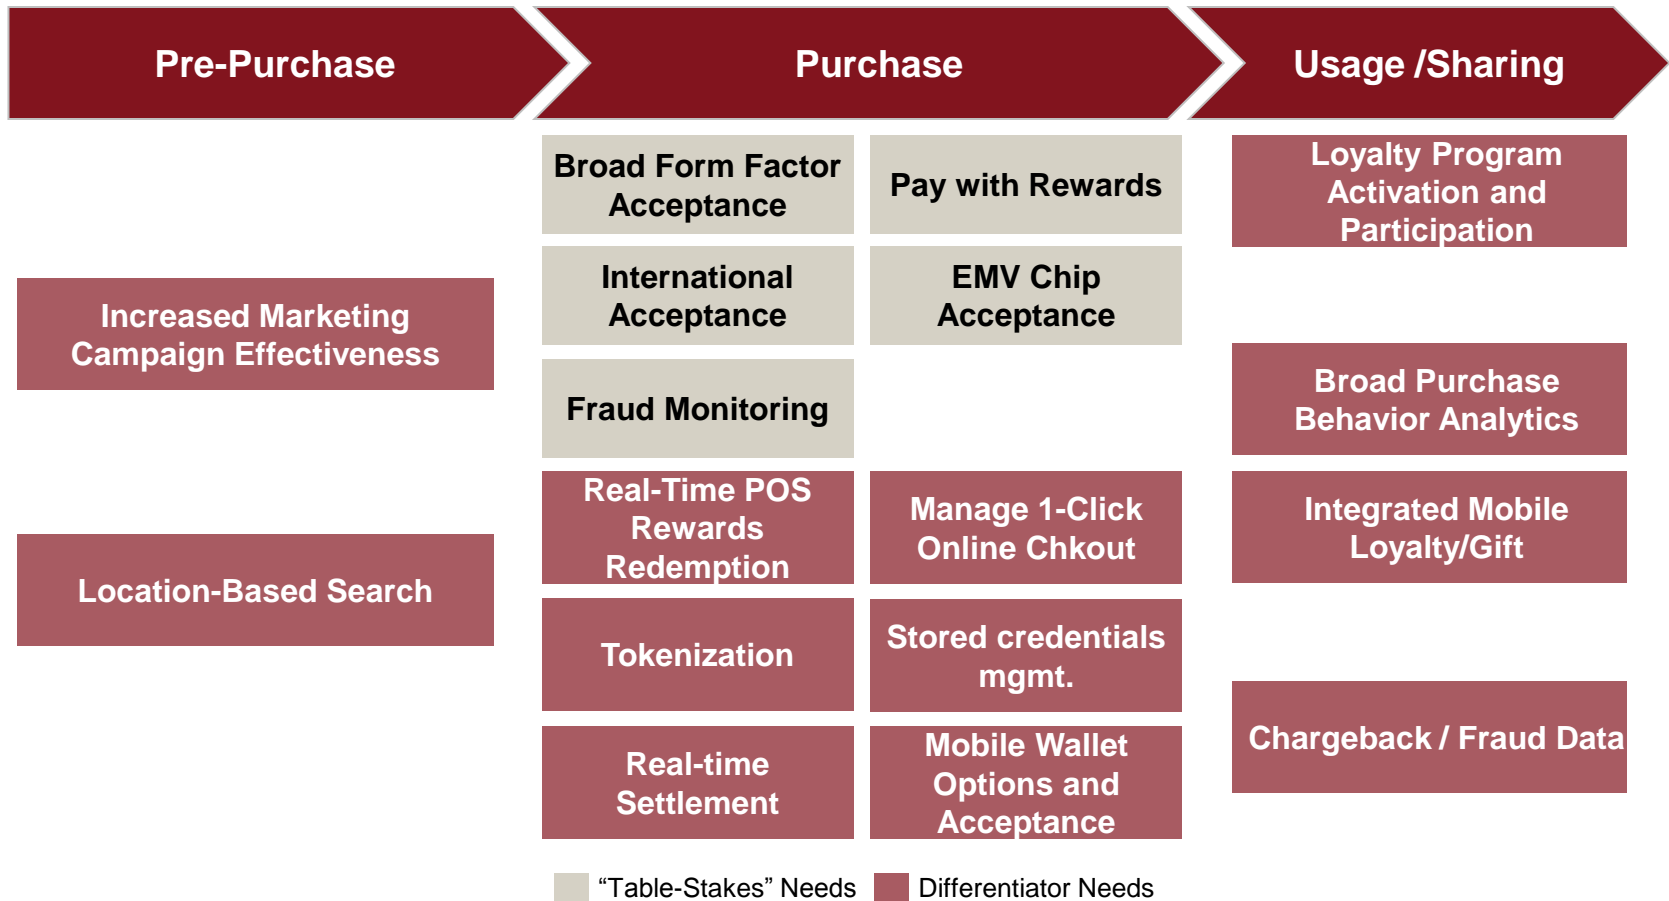 Pre-Purchase
Purchase
Usage /Sharing
Increased Marketing
Campaign Effectiveness
Location-Based Search
Broad Form Factor
Acceptance
Pay with Rewards
International
Acceptance
EMV Chip
Acceptance
Fraud Monitoring
Real-Time POS
Rewards
Redemption
Manage 1-Click
Online Chkout
Tokenization
Stored credentials
mgmt.
Real-time
Settlement
Mobile Wallet
Options and
Acceptance
Loyalty Program
Activation and
Participation
Broad Purchase
Behavior Analytics
Integrated Mobile
Loyalty/Gift
Chargeback / Fraud Data
“Table-Stakes” Needs
Differentiator Needs